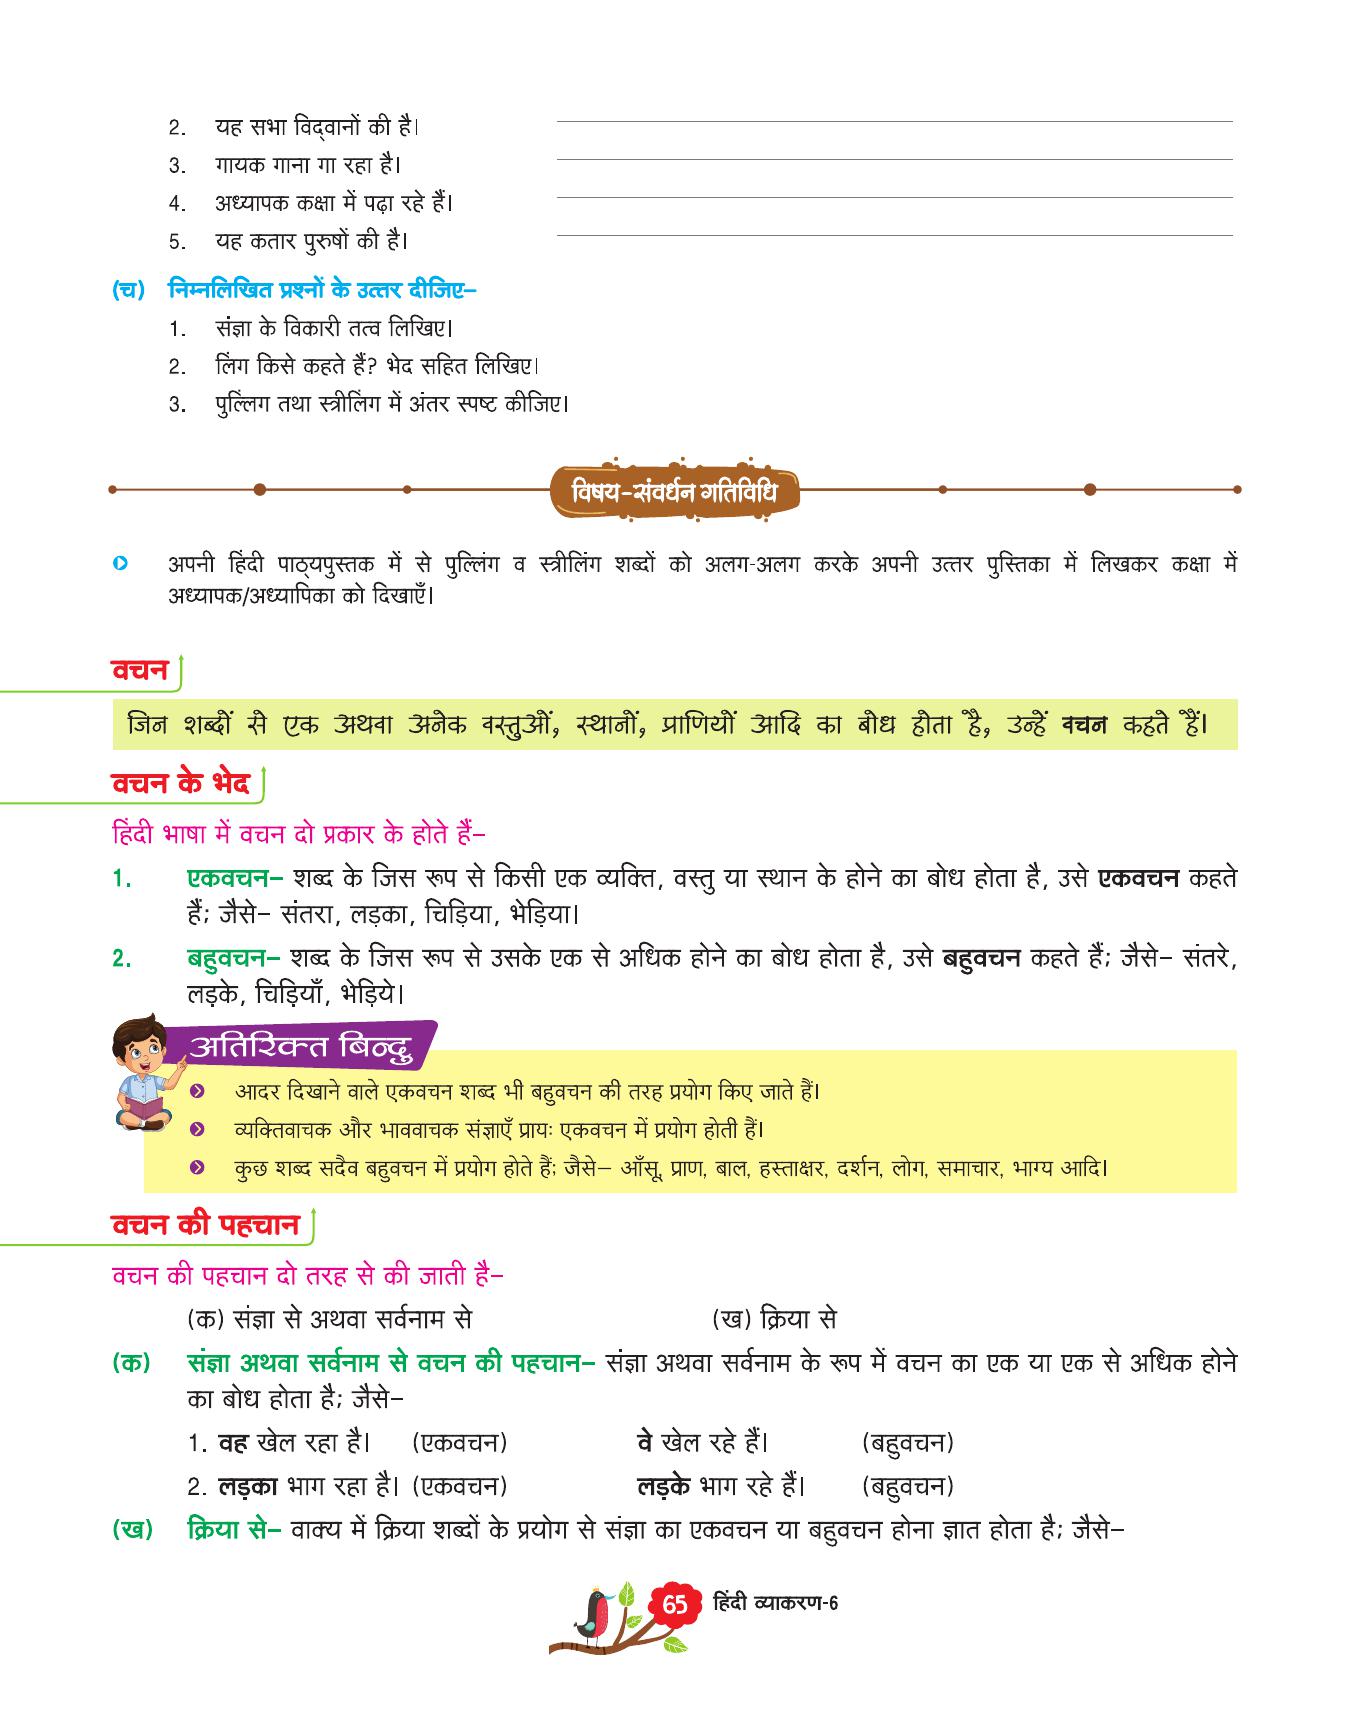 2. यह सभा विद्वानों की है।
3. गायक गाना गा रहा है।
4. अध्यापक कक्षा में पढ़ा रहे हैं।
5. यह कतार पुरुषों की है।
(च) निम्नलिखित प्रश्नों के उत्तर दीजिए–
1. संज्ञा के विकारी तत्व लिखिए।
2. लिंग किसे कहते हैं? भेद सहित लिखिए।
3. पुल्लिंग तथा स्त्रीलिंग में अंतर स्पष्ट कीजिए।
विषय-संवर्धन गतिविधि
अपनी हिंदी पाठ्यपुस्तक में से पुल्लिंग व स्त्रीलिंग शब्दों को अलग-अलग करके अपनी उत्तर पुस्तिका में लिखकर कक्षा में
अध्यापक/अध्यापिका को दिखाएँ।
वचन
जिन शब्दों से एक अथवा अनेक वस्तुओं, स्थानों, प्राणियों आदि का बोध होता है, उन्हें वचन कहते हैं।
वचन के भेद
हिंदी भाषा में वचन दो प्रकार के होते हैं–
1. एकवचन– शब्द के जिस रूप से किसी एक व्यक्ति, वस्तु या स्थान के होने का बोध होता है, उसे एकवचन कहते
हैं; जैसे– संतरा, लड़का, चिड़िया, भेड़िया।
2. बहुवचन– शब्द के जिस रूप से उसके एक से अधिक होने का बोध होता है, उसे बहुवचन कहते हैं; जैसे– संतरे,
लड़के, चिड़ियाँ, भेड़िये।
अतिरिक्त बिन्दु
आदर दिखाने वाले एकवचन शब्द भी बहुवचन की तरह प्रयोग किए जाते हैं।
व्यक्तिवाचक और भाववाचक संज्ञाएँ प्रायः एकवचन में प्रयोग होती हैं।
कुछ शब्द सदैव बहुवचन में प्रयोग होते हैं; जैसे– आँसू, प्राण, बाल, हस्ताक्षर, दर्शन, लोग, समाचार, भाग्य आदि।
वचन की पहचान
वचन की पहचान दो तरह से की जाती है–
(क) संज्ञा से अथवा सर्वनाम से (ख) क्रिया से
(क) संज्ञा अथवा सर्वनाम से वचन की पहचान– संज्ञा अथवा सर्वनाम के रूप में वचन का एक या एक से अधिक होने
का बोध होता है; जैसे–
1. वह खेल रहा है। (एकवचन) वे खेल रहे हैं। (बहुवचन)
2. लड़का भाग रहा है। (एकवचन) लड़के भाग रहे हैं। (बहुवचन)
(ख) क्रिया से– वाक्य में क्रिया शब्दों के प्रयोग से संज्ञा का एकवचन या बहुवचन होना ज्ञात होता है; जैसे–
65 हिंदी व्याकरण-6